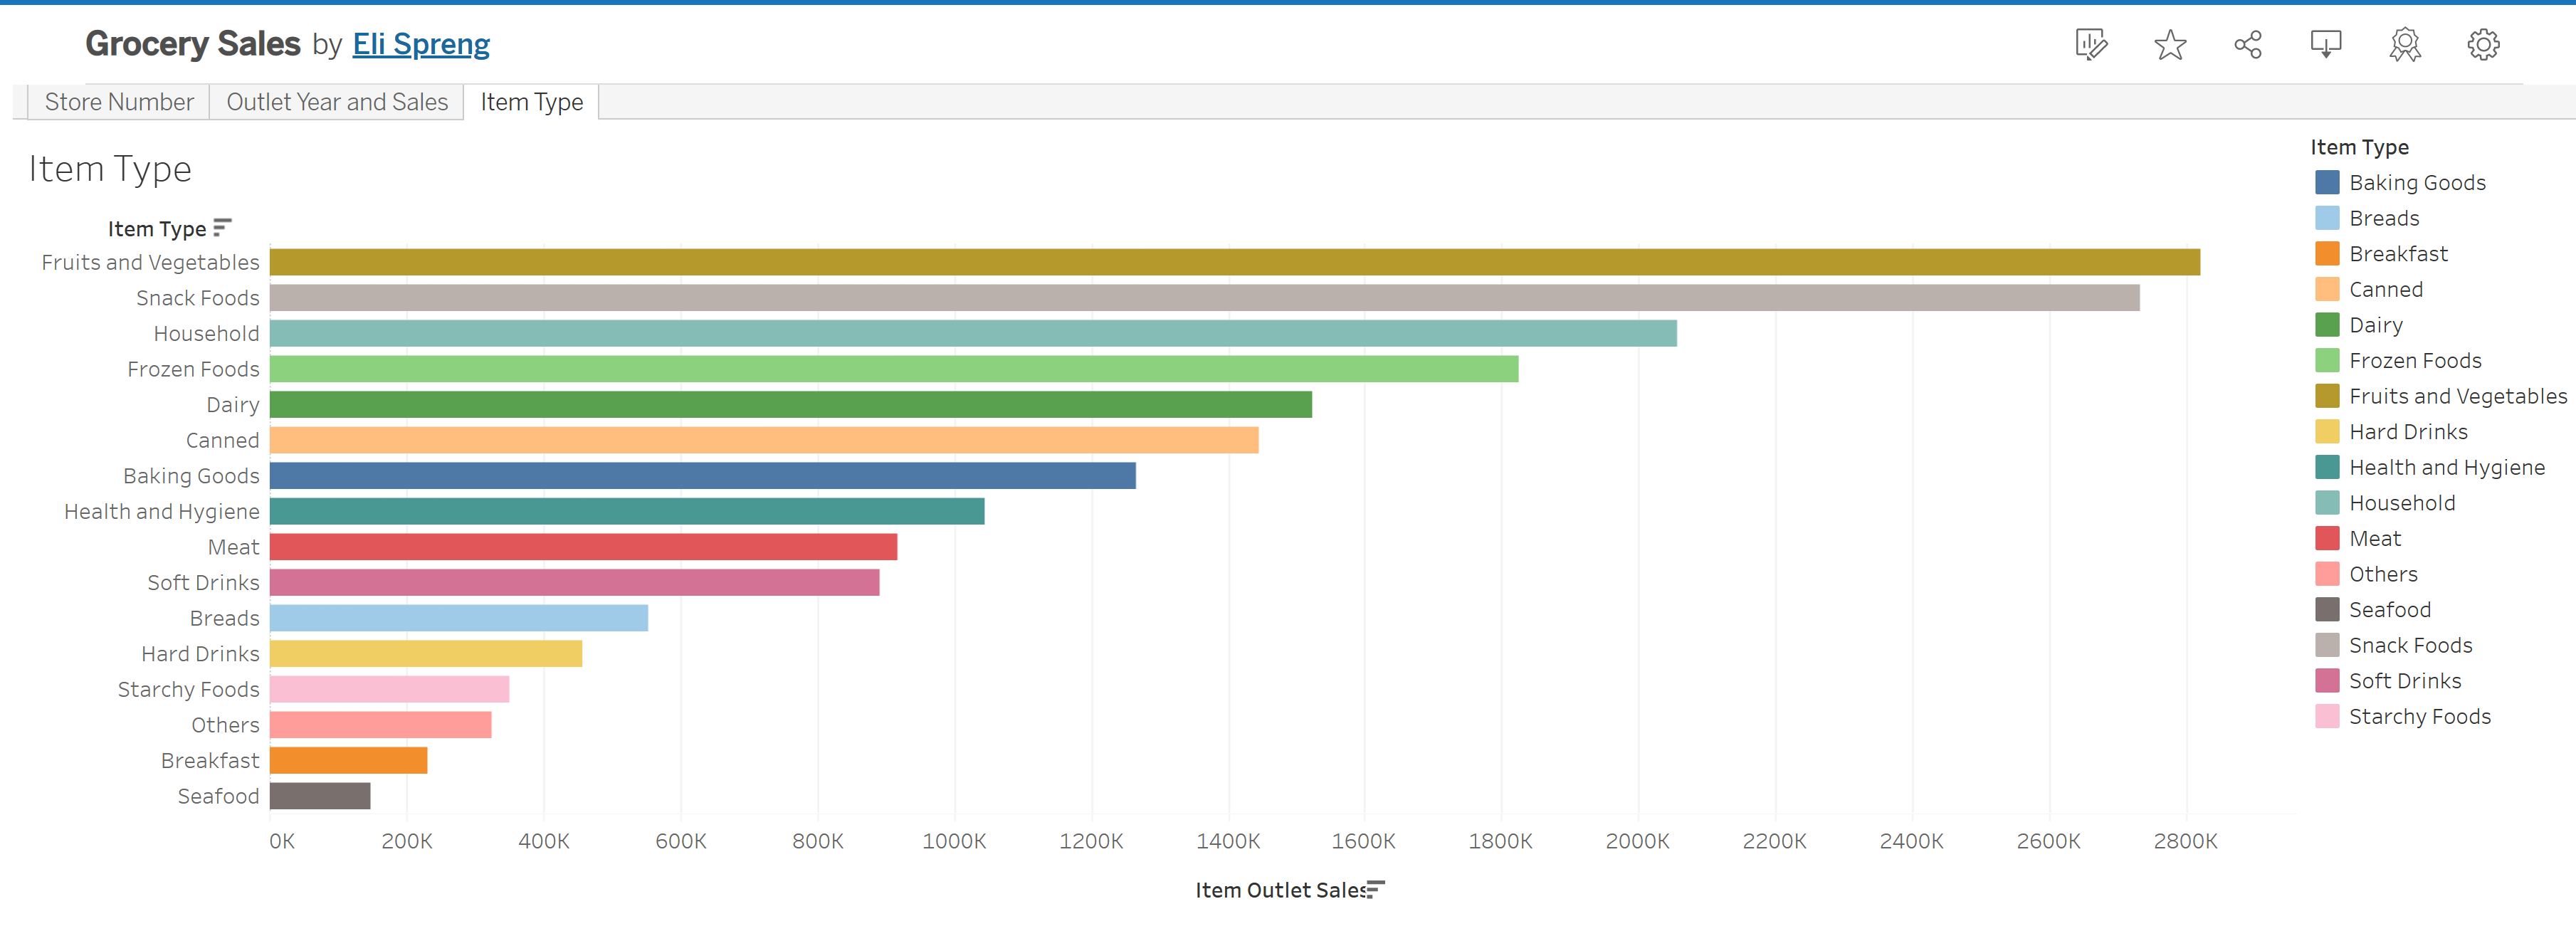 Grocery Sales by Eli Spreng
Store Number
Outlet Year and Sales
Item Type
Item Type
Item Type
Fruits and Vegetables
Snack Foods
Household
Frozen Foods
Dairy
Canned
Baking Goods
Health and Hygiene
Meat
Soft Drinks
Breads
Hard Drinks
Starchy Foods
Others
Breakfast
Seafood
0K 200K 400K 600K 800K 1000K 1200K 1400K 1600K 1800K 2000K 2200K 2400K 2600K 2800K
Item Outlet Sales
Item Type
Baking Goods
Breads
Breakfast
Canned
Dairy
Frozen Foods
Fruits and Vegetables
Hard Drinks
Health and Hygiene
Household
Meat
Others
Seafood
Snack Foods
Soft Drinks
Starchy Foods